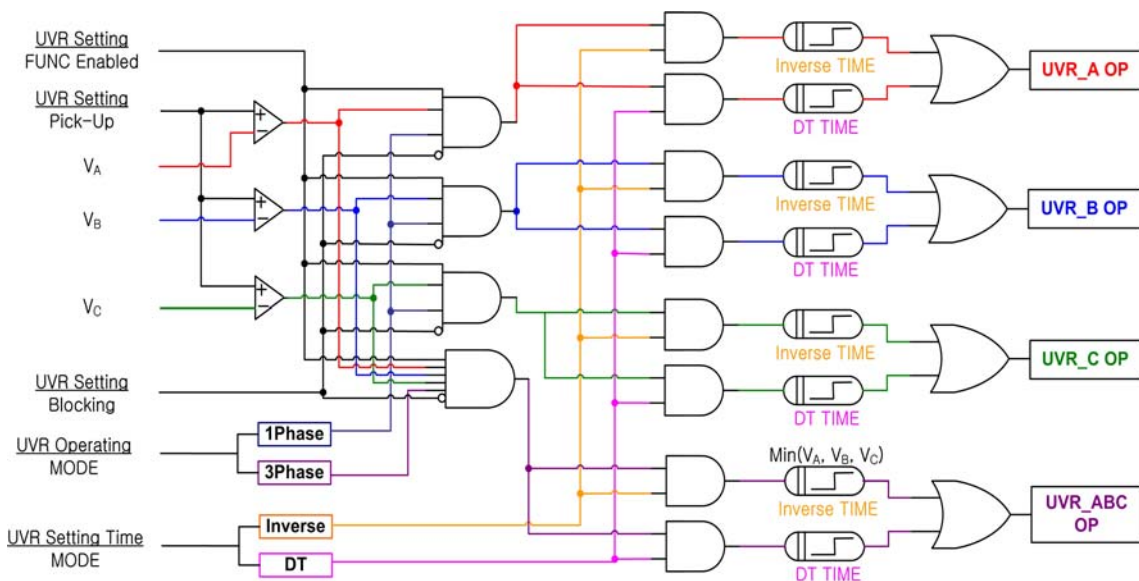 UVR Setting
FUNC Enabled
UVR Setting
Pick-Up
VA
VB
VC
UVR Setting
Blocking
UVR Operating
MODE
1Phase
3Phase
UVR Setting Time
MODE
Inverse
DT
+
−
+
−
+
−
Inverse TIME
DT TIME
UVR_A OP
Inverse TIME
DT TIME
UVR_B OP
Inverse TIME
DT TIME
UVR_C OP
Min(VA, VB, VC)
Inverse TIME
DT TIME
UVR_ABC
OP